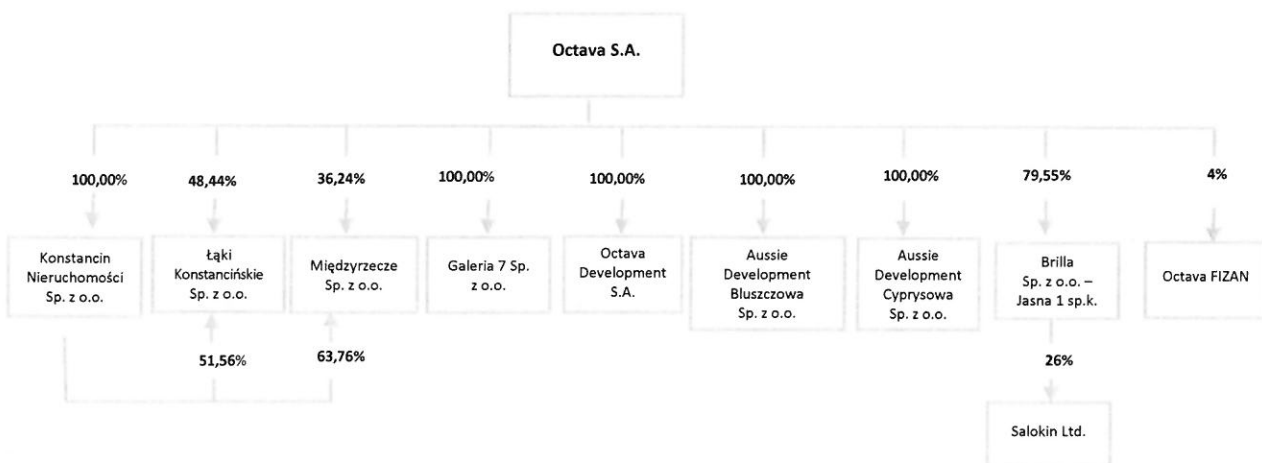 Octava S.A.
100,00%
48,44%
36,24%
100,00%
100,00%
100,00%
100,00%
79,55%
4%
Konstancin
Nieruchomości
Sp. z o.o.
Łąki
Konstancińskie
Sp. z o.o.
Międzyrzecze
Sp. z o.o.
Galeria 7 Sp.
z o.o.
Octava
Development
S.A.
Aussie
Development
Bluszczowa
Sp. z o.o.
Aussie
Development
Cyprysowa
Sp. z o.o.
Brilla
Sp. z o.o. –
Jasna 1 sp.k.
Octava FIZAN
51,56%
63,76%
26%
Salokin Ltd.